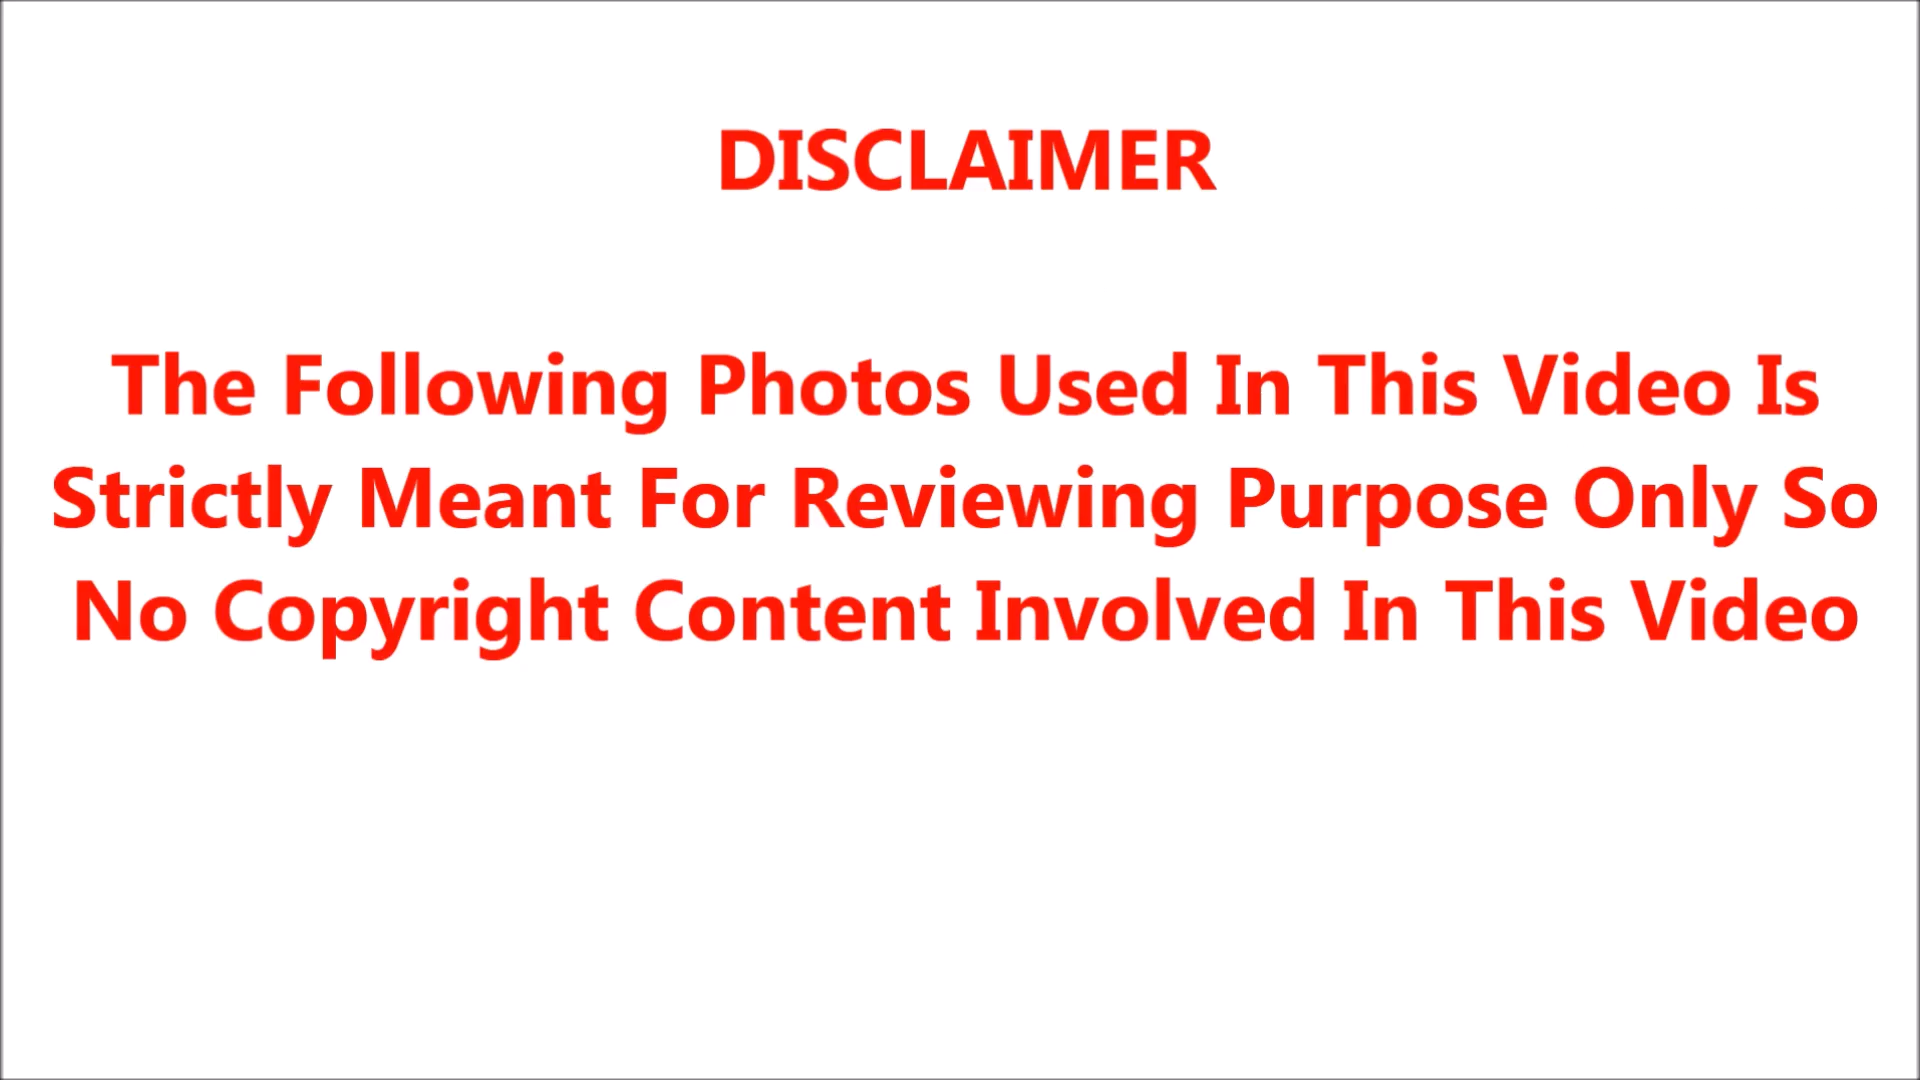 DISCLAIMER
The Following Photos Used In This Video Is
Strictly Meant For Reviewing Purpose Only So
No Copyright Content Involved In This Video